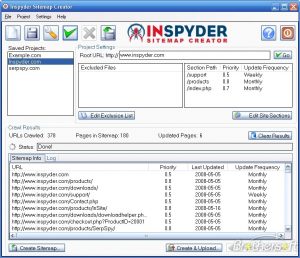 Inspyder Sitemap Creator
File Project Settings Help
INSPYDER
SITEMAP CREATOR
Saved Projects:
Example.com
inspyder.com
serpspy.com
Project Settings
Root URL: http:// www.inspyder.com Go
Excluded Files
Section Path Priority Update Frequency
/support 0.5 Weekly
/products 0.8 Monthly
/index.php 0.7 Monthly
Edit Exclusion List
Edit Site Sections
Crawl Results
URLs Crawled: 378 Pages in Sitemap: 180 Updated Pages: 6
Clear Results
Status Done!
Sitemap Info Log
URL Priority Last Updated Update Frequency
http://www.inspyder.com 0.5 2008-05-05 Monthly
http://www.inspyder.com/products/ 0.8 2008-05-05 Monthly
http://www.inspyder.com/downloads/ 0.5 2008-05-05 Monthly
http://www.inspyder.com/support/ 0.5 2008-05-05 Weekly
http://www.inspyder.com/Contact.php 0.5 2008-05-05 Monthly
http://www.inspyder.com/products/InSite/ 0.8 2008-05-16 Monthly
http://www.inspyder.com/downloads/downloadhelper.ph... 0.5 2008-05-05 Monthly
http://www.inspyder.com/checkout.php?ProductID=20001 0.5 2008-05-05 Monthly
http://www.inspyder.com/products/SerpSpy/ 0.8 2008-05-05 Monthly
Create Sitemap...
Create & Upload...